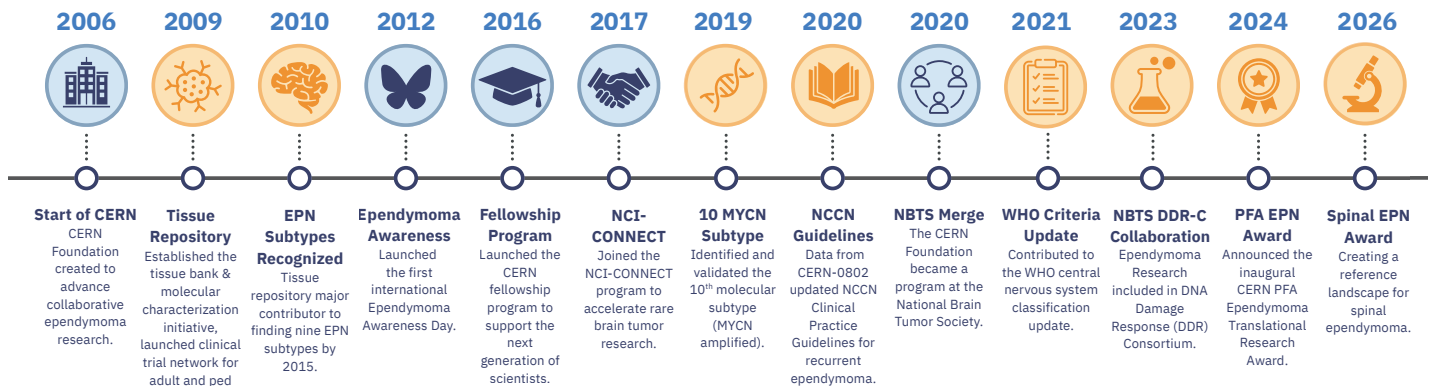 2006
Start of CERN
CERN
Foundation
created to
advance
collaborative
ependymoma
research.
2009
Tissue
Repository
Established the
tissue bank &
molecular
characterization
initiative,
launched clinical
trial network for
adult and ped
2010
EPN
Subtypes
Recognized
Tissue
repository major
contributor to
finding nine EPN
subtypes by
2015.
2012
Ependymoma
Awareness
Launched
the first
international
Ependymoma
Awareness Day.
2016
Fellowship
Program
Launched the
CERN
fellowship
program to
support the
next
generation of
scientists.
2017
NCI-
CONNECT
Joined the
NCI-CONNECT
program to
accelerate rare
brain tumor
research.
2019
10 MYCN
Subtype
Identified and
validated the
10th molecular
subtype
(MYCN
amplified).
2020
NCCN
Guidelines
Data from
CERN-0802
updated NCCN
Clinical
Practice
Guidelines for
recurrent
ependymoma.
2020
NBTS Merge
The CERN
Foundation
became a
program at the
National Brain
Tumor Society.
2021
WHO Criteria
Update
Contributed to
the WHO central
nervous system
classification
update.
2023
NBTS DDR-C
Collaboration
Ependymoma
Research
included in DNA
Damage
Response (DDR)
Consortium.
2024
PFA EPN
Award
Announced the
inaugural
CERN PFA
Ependymoma
Translational
Research
Award.
2026
Spinal EPN
Award
Creating a
reference
landscape for
spinal
ependymoma.